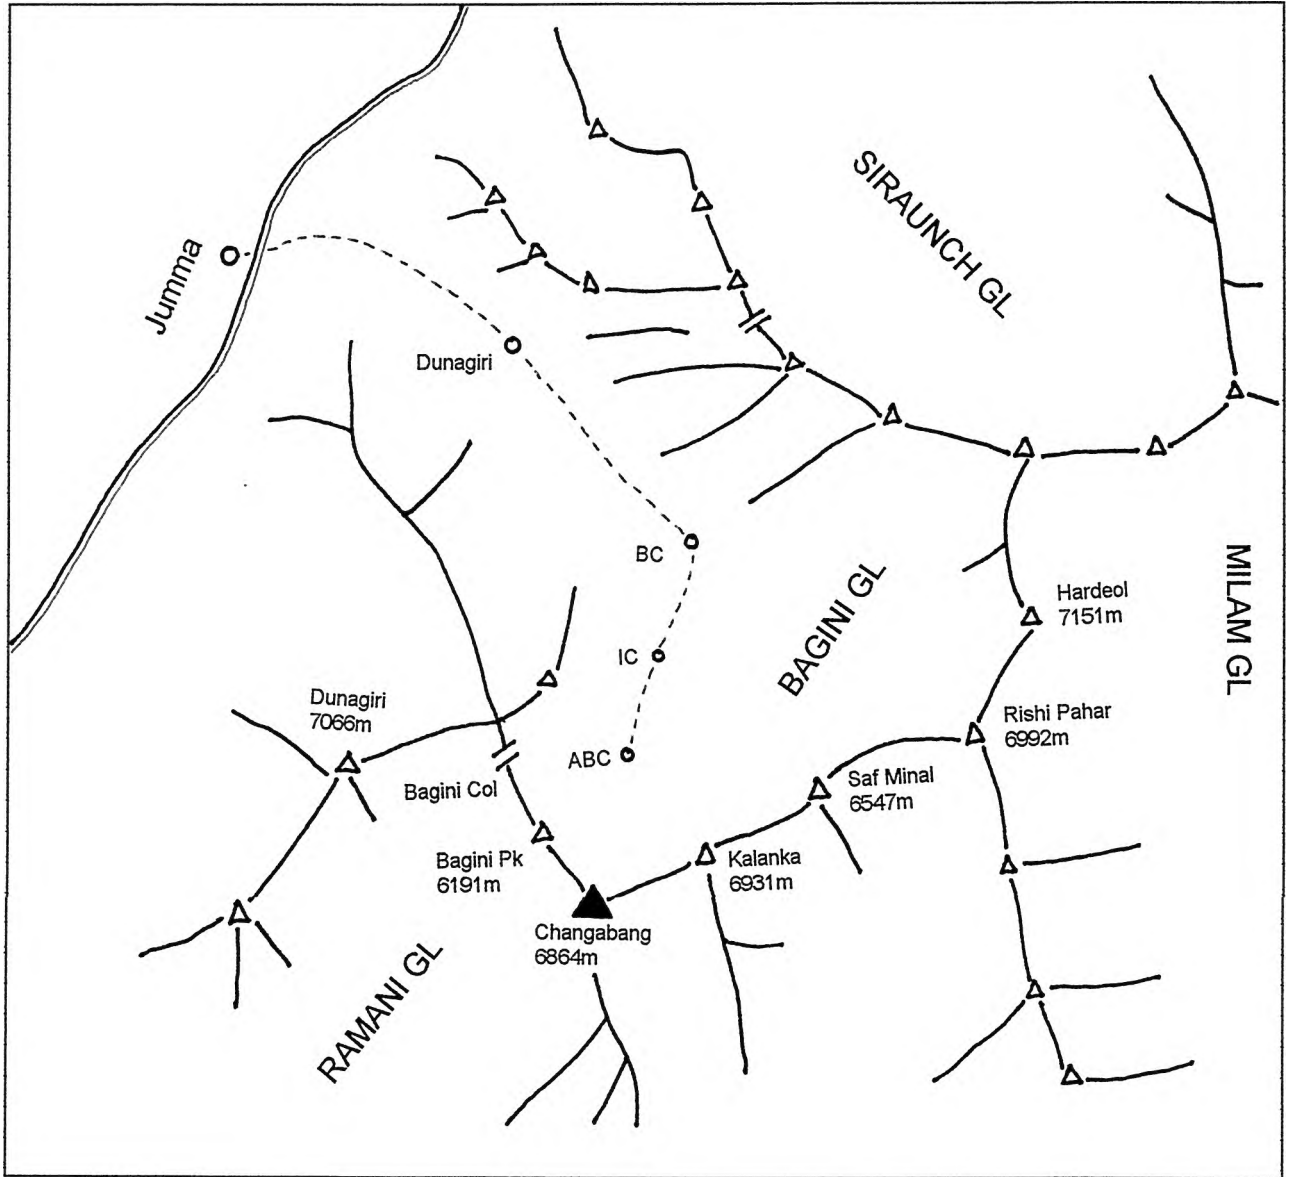 SIRAUNCH GL
Jumma
Dunagiri
BC
BAGINI GL
MILAM GL
Hardeol
7151m
IC
Dunagiri
7066m
Rishi Pahar
6992m
ABC
Bagini Col
Saf Minal
6547m
Bagini Pk
6191m
Kalanka
6931m
Changabang
6864m
RAMANI GL